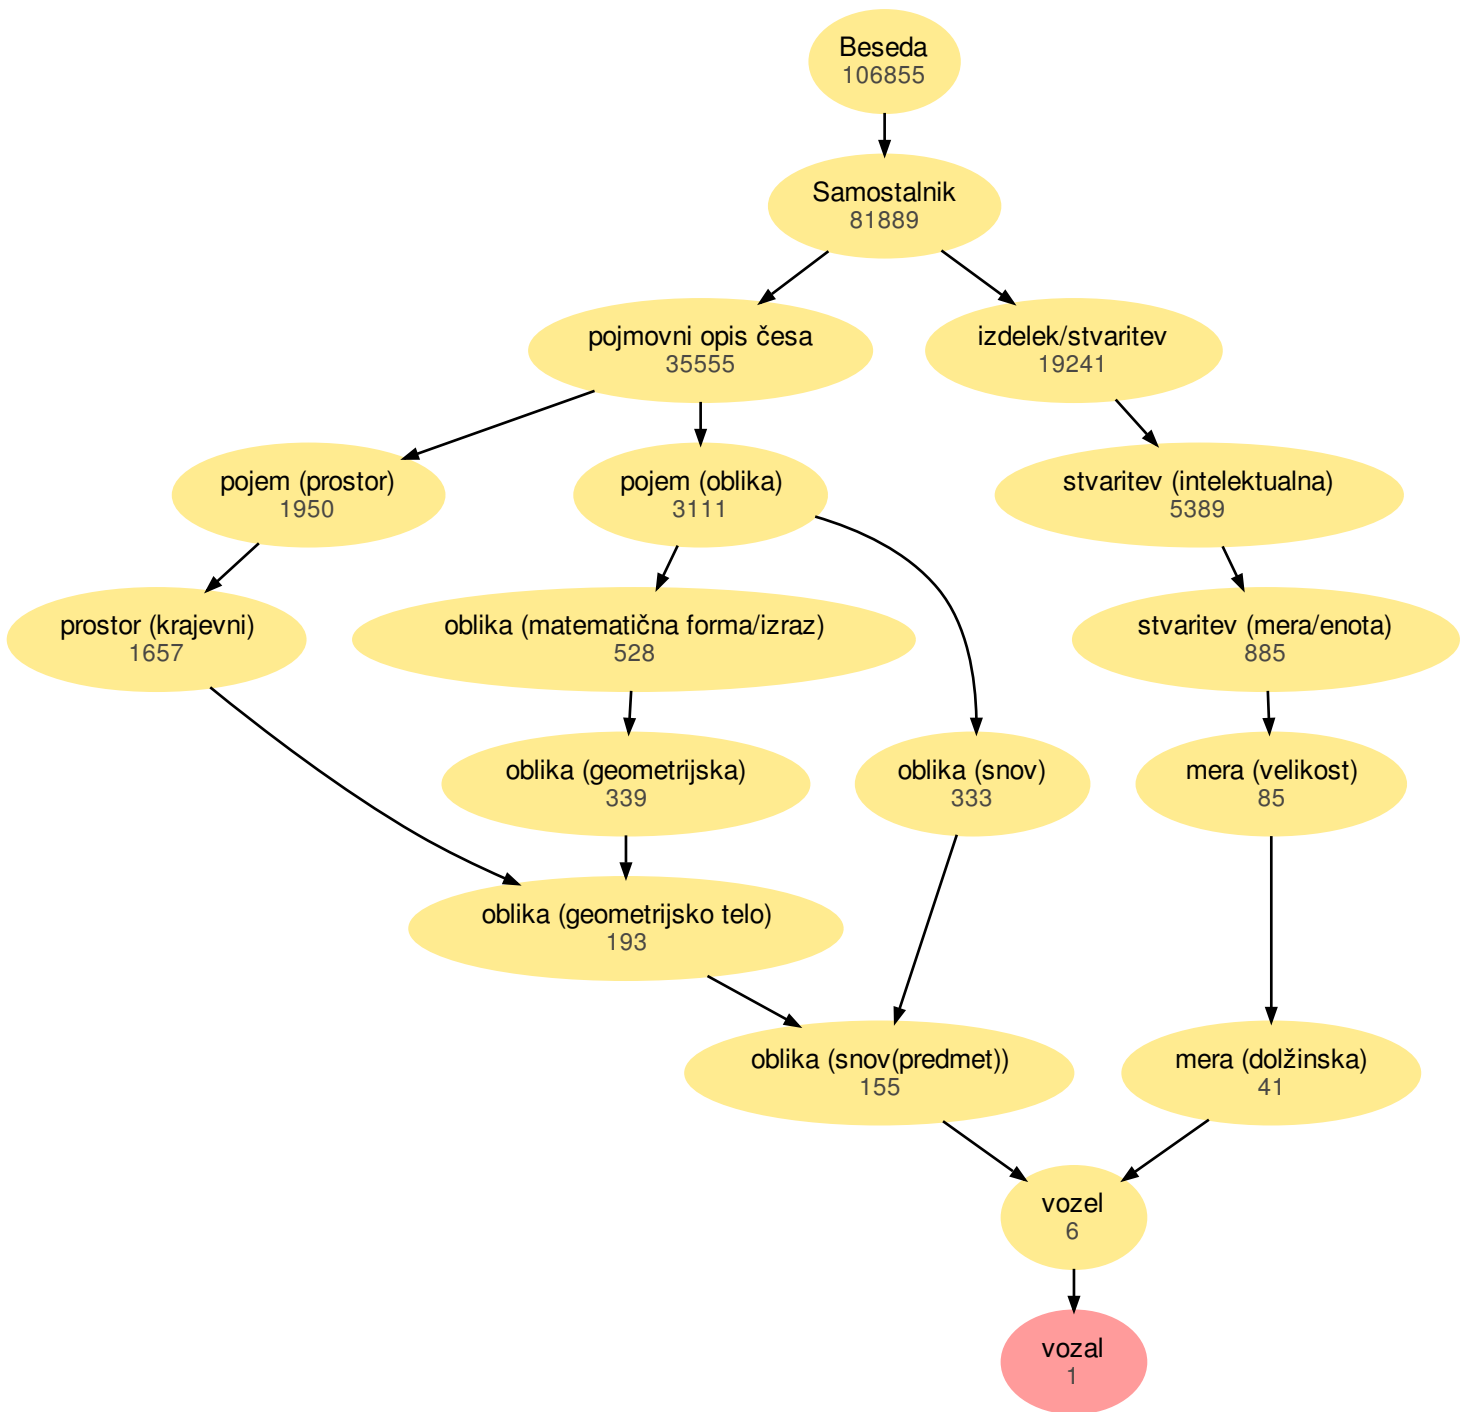 Beseda
106855
Samostalnik
81889
pojmovni opis česa
35555
izdelek/stvaritev
19241
pojem (prostor)
1950
pojem (oblika)
3111
stvaritev (intelektualna)
5389
prostor (krajevni)
1657
oblika (matematična forma/izraz)
528
stvaritev (mera/enota)
885
oblika (geometrijska)
339
oblika (snov)
333
mera (velikost)
85
oblika (geometrijsko telo)
193
oblika (snov(predmet))
155
mera (dolžinska)
41
vozel
6
vozal
1